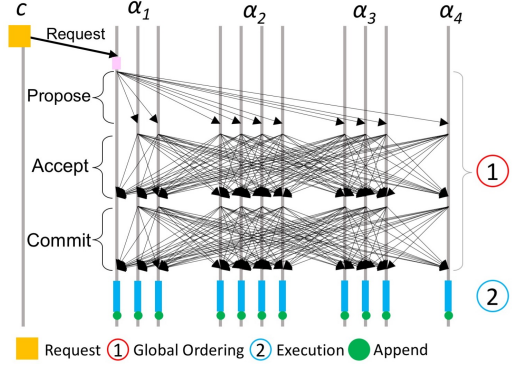 c α1 α2 α3 α4
Request
Propose
Accept
1
Commit
2
Request 1 Global Ordering 2 Execution Append